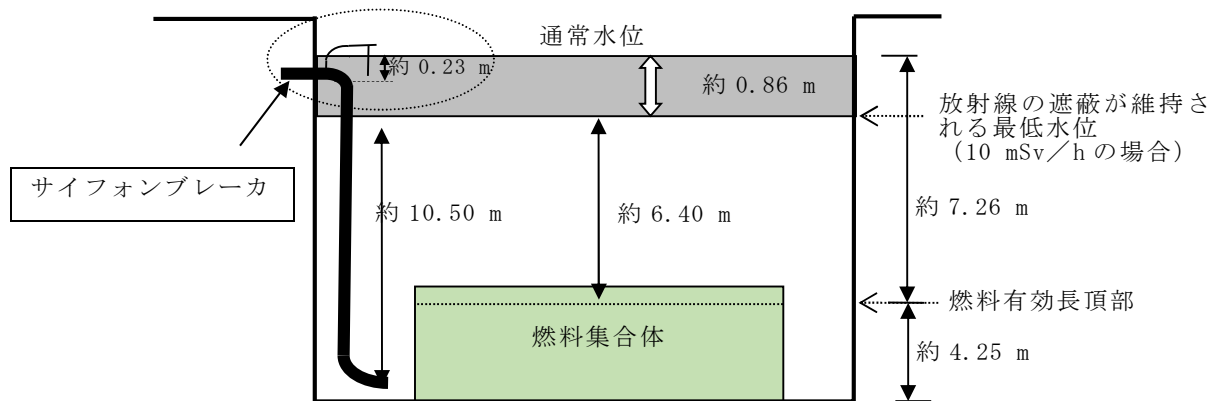 通常水位
約 0.23 m
約 0.86 m
放射線の遮蔽が維持さ
れる最低水位
（10 mSv／h の場合）
サイフォンブレーカ
約 10.50 m
約 6.40 m
約 7.26 m
燃料有効長頂部
燃料集合体
約 4.25 m